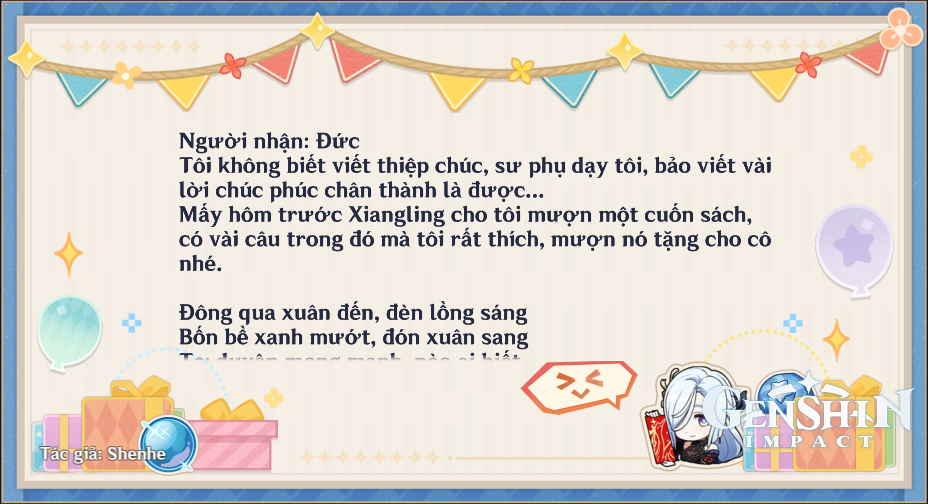 Người nhận: Đức
Tôi không biết viết thiệp chúc, sư phụ dạy tôi, bảo viết vài
lời chúc phúc chân thành là được...
Mấy hôm trước Xiangling cho tôi mượn một cuốn sách,
có vài câu trong đó mà tôi rất thích, mượn nó tặng cho cô
nhé.
Đông qua xuân đến, đèn lồng sáng
Bốn bề xanh mướt, đón xuân sang
Tác giả: Shenhe
GENSHIN
IMPACT